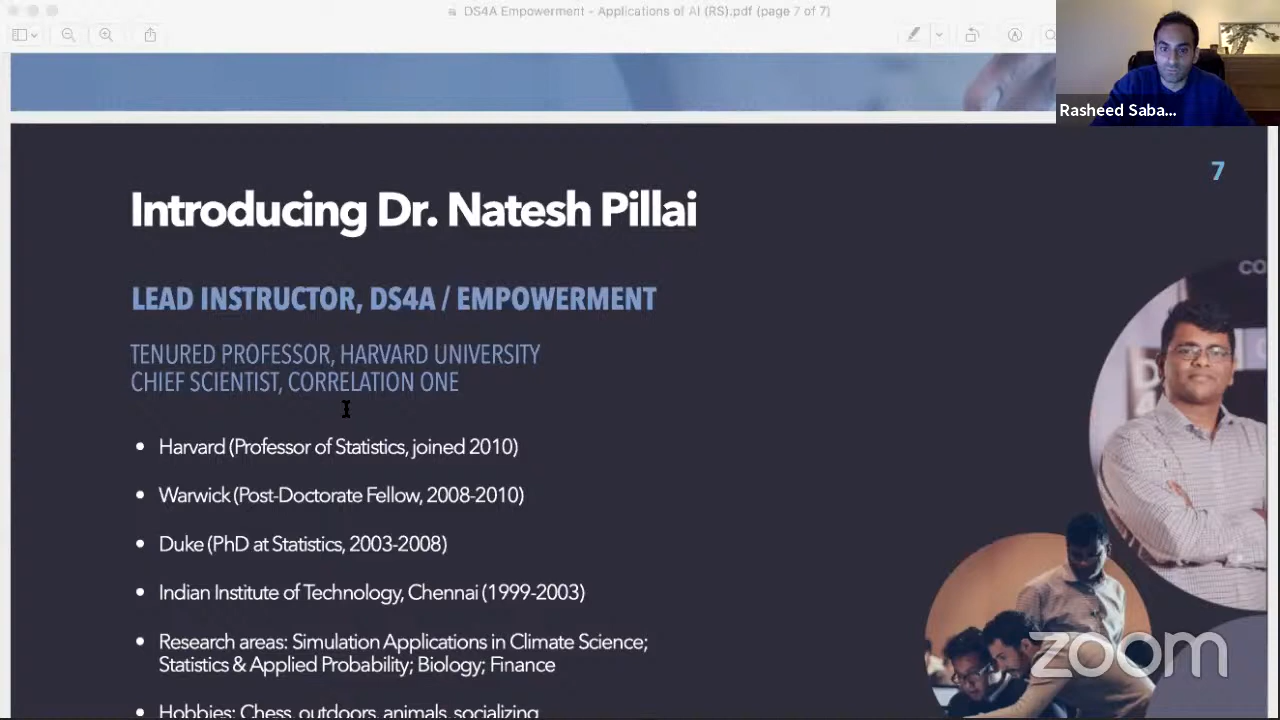 DS4A Empowerment - Applications of AI (RS).pdf (page 7 of 7)
Rasheed Saba...
7
Introducing Dr. Natesh Pillai
LEAD INSTRUCTOR, DS4A / EMPOWERMENT
TENURED PROFESSOR, HARVARD UNIVERSITY
CHIEF SCIENTIST, CORRELATION ONE
• Harvard (Professor of Statistics, joined 2010)
• Warwick (Post-Doctorate Fellow, 2008-2010)
• Duke (PhD at Statistics, 2003-2008)
• Indian Institute of Technology, Chennai (1999-2003)
• Research areas: Simulation Applications in Climate Science;
Statistics & Applied Probability; Biology; Finance
• Hobbies: Chess, outdoors, animals, socializing
CO
zoom